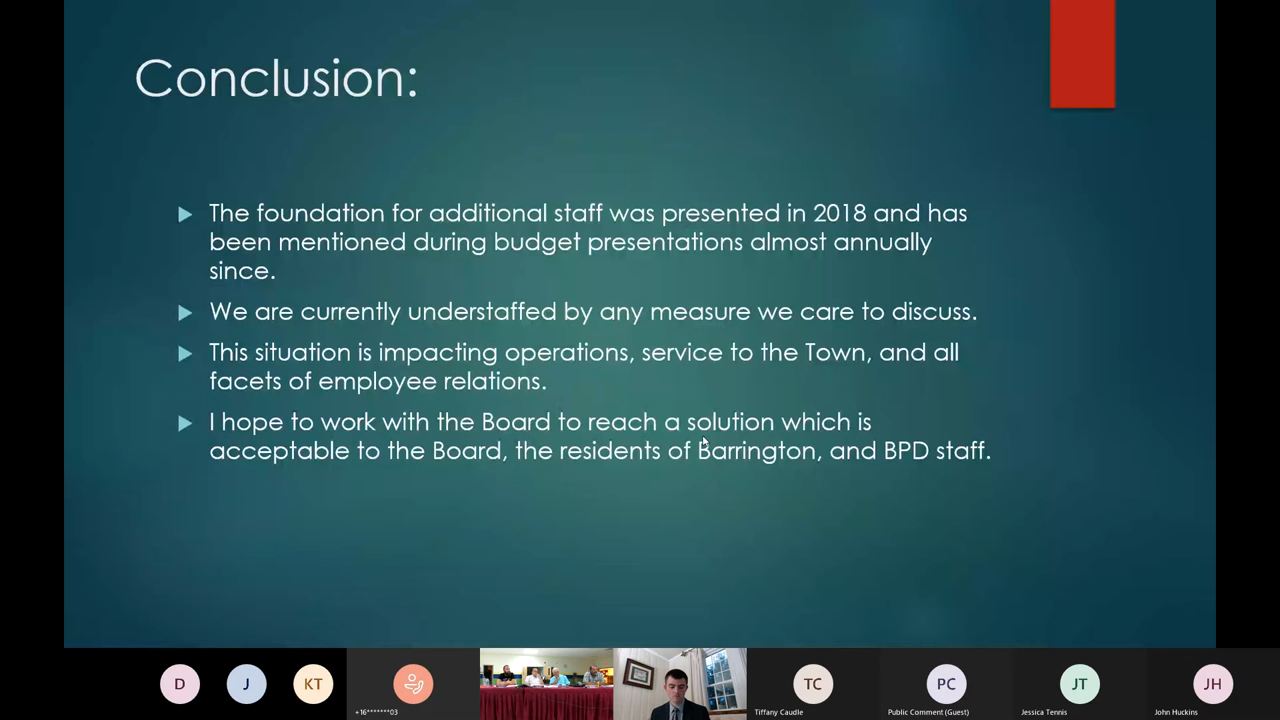 Conclusion:
The foundation for additional staff was presented in 2018 and has
been mentioned during budget presentations almost annually
since.
We are currently understaffed by any measure we care to discuss.
This situation is impacting operations, service to the Town, and all
facets of employee relations.
I hope to work with the Board to reach a solution which is
acceptable to the Board, the residents of Barrington, and BPD staff.
D J KT TC PC JT JH
+16*******03 Tiffany Caudle Public Comment (Guest) Jessica Tennis John Huckins